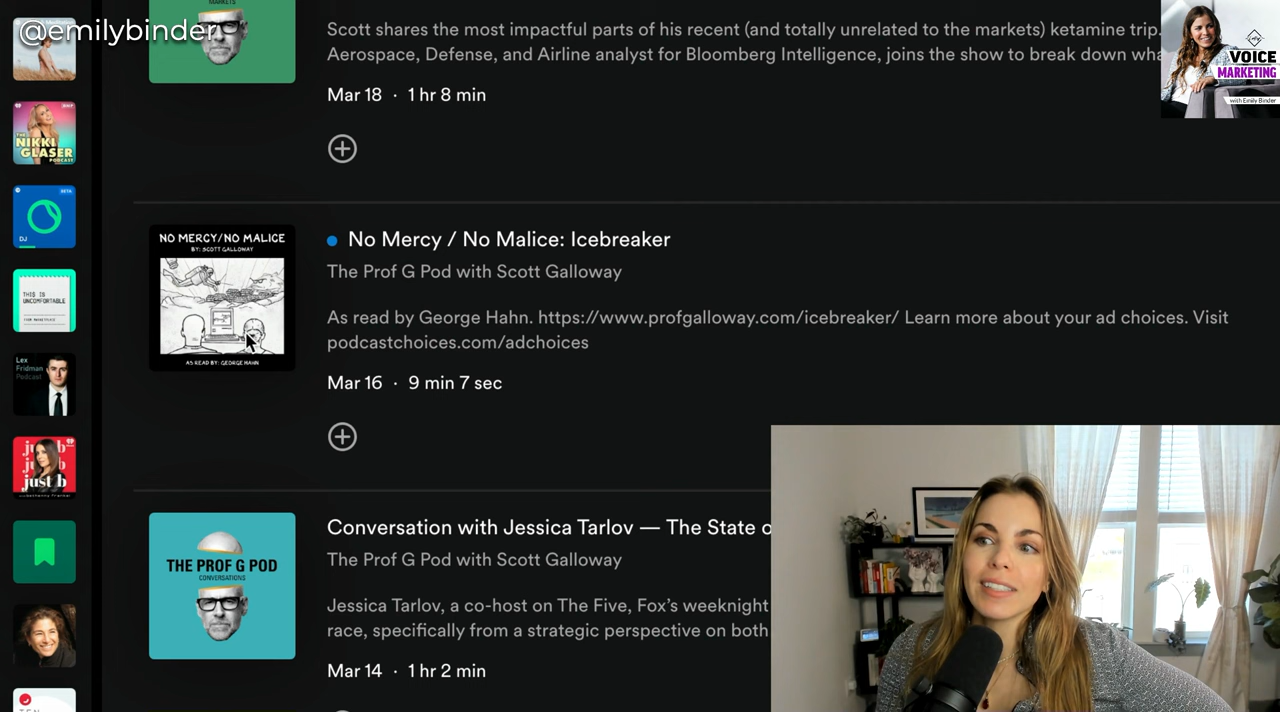 @emilybinder
MARKETS
Scott shares the most impactful parts of his recent (and totally unrelated to the markets) ketamine trip.
Aerospace, Defense, and Airline analyst for Bloomberg Intelligence, joins the show to break down wha
Mar 18 · 1 hr 8 min
VOICE
MARKETING
with Emily Binder
THE
NIKKI
GLASER
PODCAST
BETA
DJ
THIS IS
UNCOMFORTABLE
Lex
Fridman
Podcast
just b
NO MERCY/NO MALICE
BY: SCOTT GALLOWAY
AS READ BY: GEORGE HAHN
No Mercy / No Malice: Icebreaker
The Prof G Pod with Scott Galloway
As read by George Hahn. https://www.profgalloway.com/icebreaker/ Learn more about your ad choices. Visit
podcastchoices.com/adchoices
Mar 16 · 9 min 7 sec
THE PROF G POD
CONVERSATIONS
Conversation with Jessica Tarlov — The State o
The Prof G Pod with Scott Galloway
Jessica Tarlov, a co-host on The Five, Fox’s weeknight
race, specifically from a strategic perspective on both
Mar 14 · 1 hr 2 min